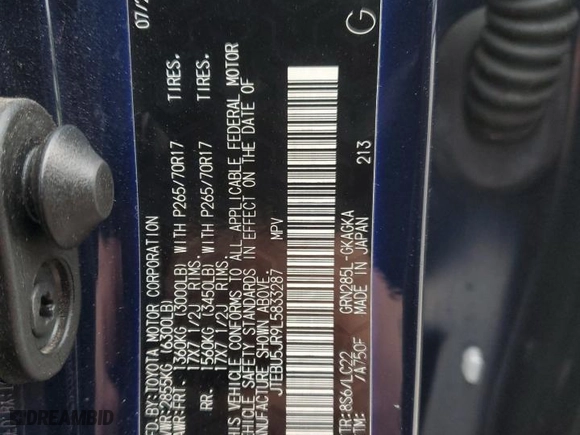 07/
MFD.BY:TOYOTA MOTOR CORPORATION
GVWR:2855KG (6300LB)
GAWR:FRT- 1360KG (3000LB) WITH P265/70R17 TIRES.
17X7 1/2J RIMS.
RR. 1560KG (3450LB) WITH P265/70R17 TIRES.
17X7 1/2J RIMS.
THIS VEHICLE CONFORMS TO ALL APPLICABLE FEDERAL MOTOR
VEHICLE SAFETY STANDARDS IN EFFECT ON THE DATE OF
MANUFACTURE SHOWN ABOVE.
JTEBU5JR9L5833287 MPV
C/TR:8S6/LC22 GRN285L-GKAGKA
A/TM: /A750F MADE IN JAPAN
213
G
DREAMBID